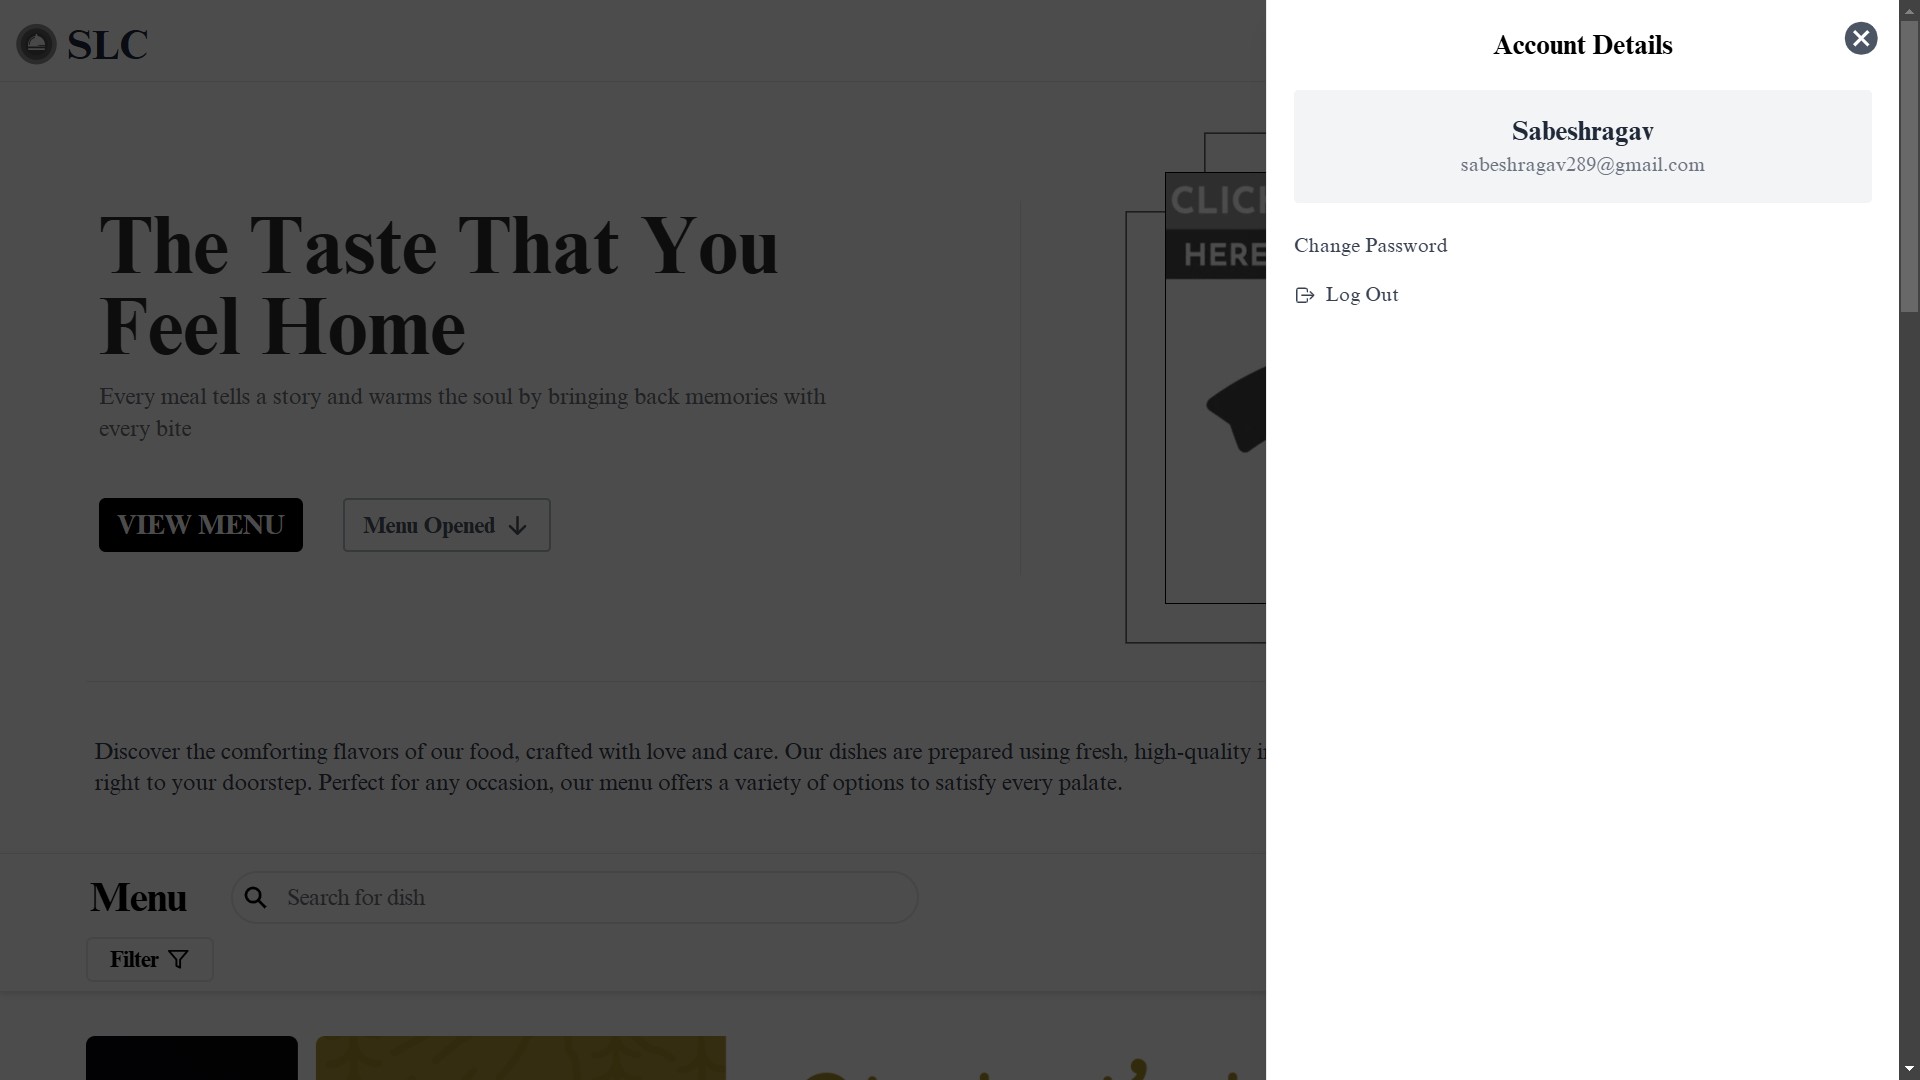 SLC
The Taste That You
Feel Home
Every meal tells a story and warms the soul by bringing back memories with
every bite
VIEW MENU
Menu Opened
CLICK
HERE
Discover the comforting flavors of our food, crafted with love and care. Our dishes are prepared using fresh, high-quality
right to your doorstep. Perfect for any occasion, our menu offers a variety of options to satisfy every palate.
Menu
Search for dish
Filter
Account Details
Sabeshragav
sabeshragav289@gmail.com
Change Password
Log Out